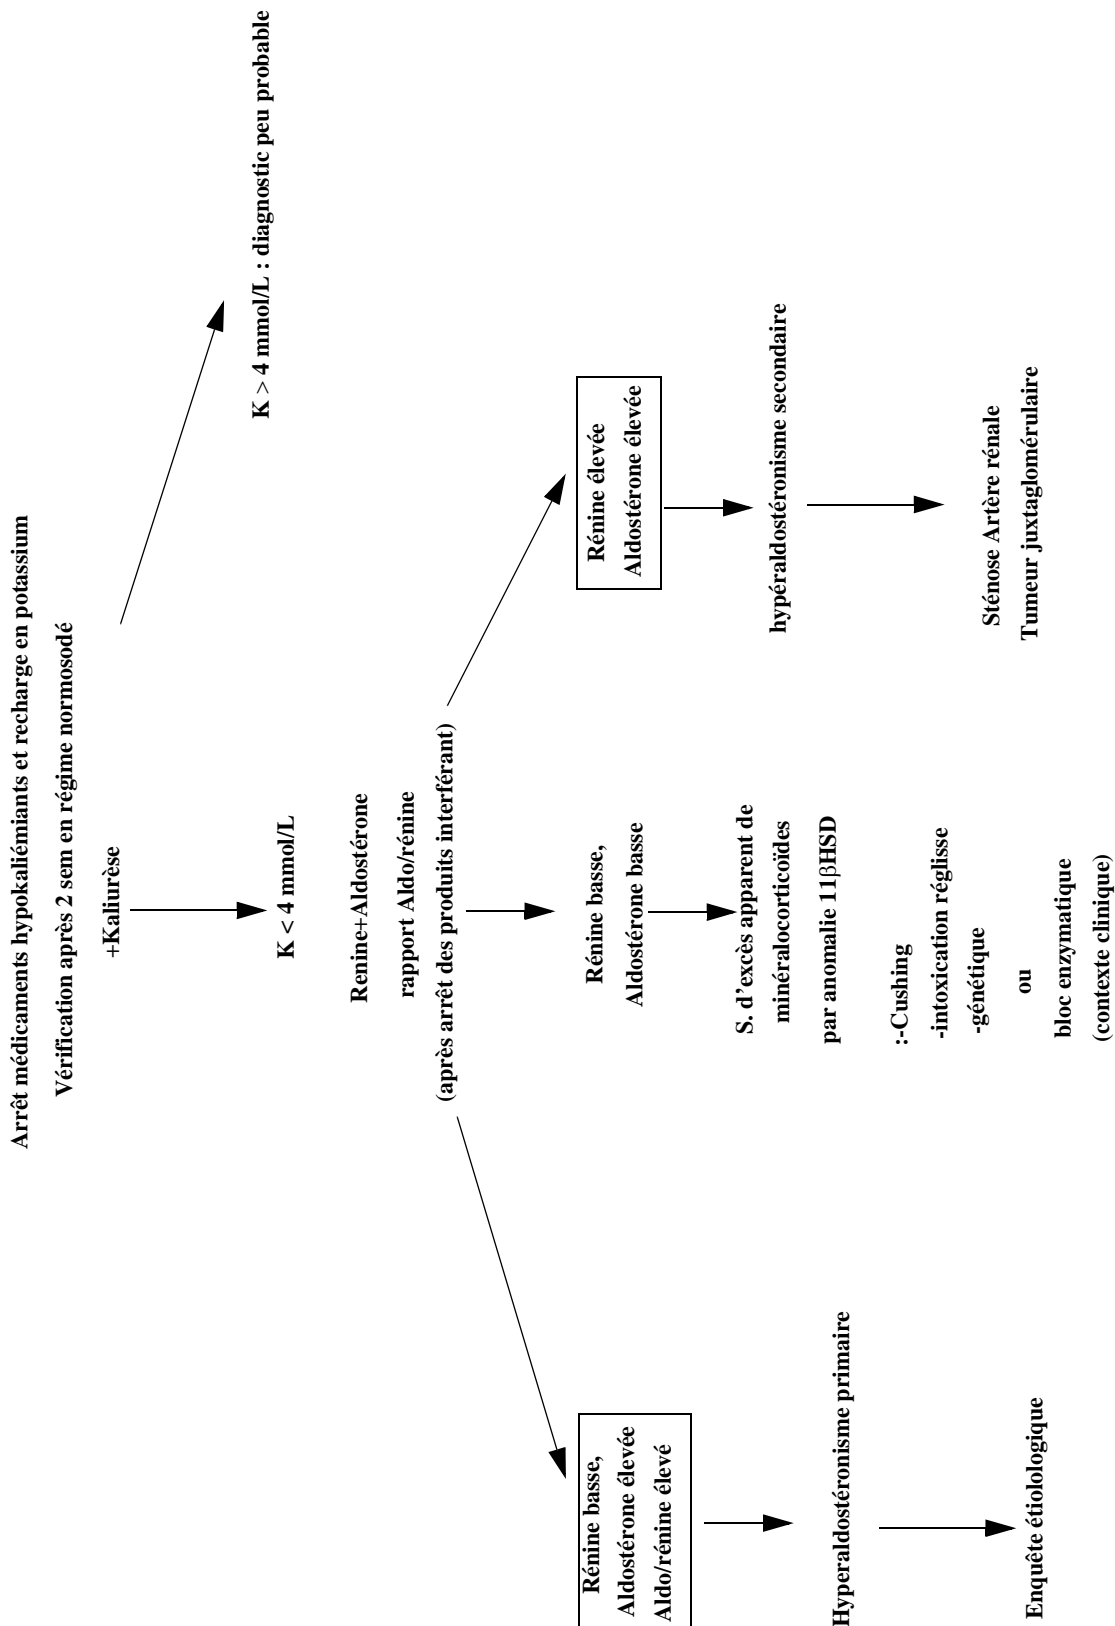 Arrêt médicaments hypokaliémiants et recharge en potassium
Vérification après 2 sem en régime normosodé
+Kaliurèse
K < 4 mmol/L
K > 4 mmol/L : diagnostic peu probable
Renine+Aldostérone
rapport Aldo/rénine
(après arrêt des produits interférant)
Rénine basse,
Aldostérone élevée
Aldo/rénine élevé
Hyperaldostéronisme primaire
Enquête étiolologique
Rénine basse,
Aldostérone basse
S. d'excès apparent de
minéralocorticoïdes
par anomalie 11βHSD
:-Cushing
-intoxication réglisse
-génétique
ou
bloc enzymatique
(contexte clinique)
Rénine élevée
Aldostérone élevée
hypéraldostéronisme secondaire
Sténose Artère rénale
Tumeur juxtaglomérulaire